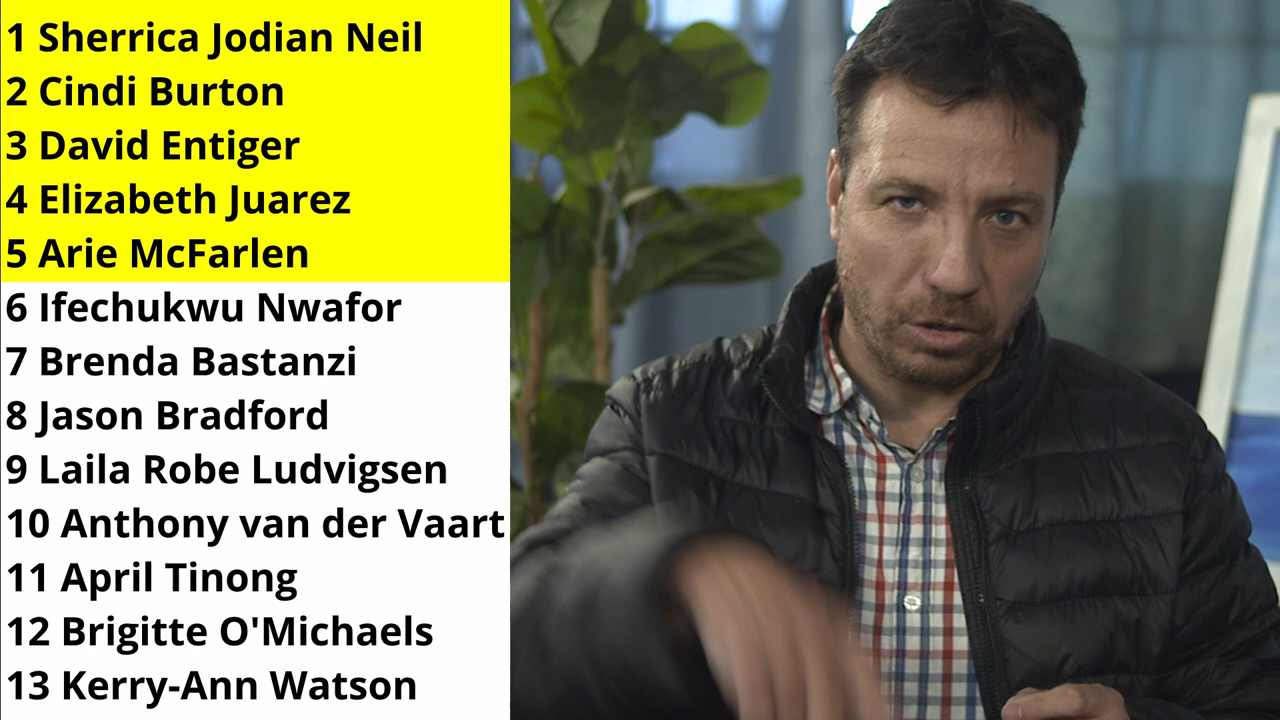 1 Sherrica Jodian Neil
2 Cindi Burton
3 David Entiger
4 Elizabeth Juarez
5 Arie McFarlen
6 Ifechukwu Nwafor
7 Brenda Bastanzi
8 Jason Bradford
9 Laila Robe Ludvigsen
10 Anthony van der Vaart
11 April Tinong
12 Brigitte O'Michaels
13 Kerry-Ann Watson